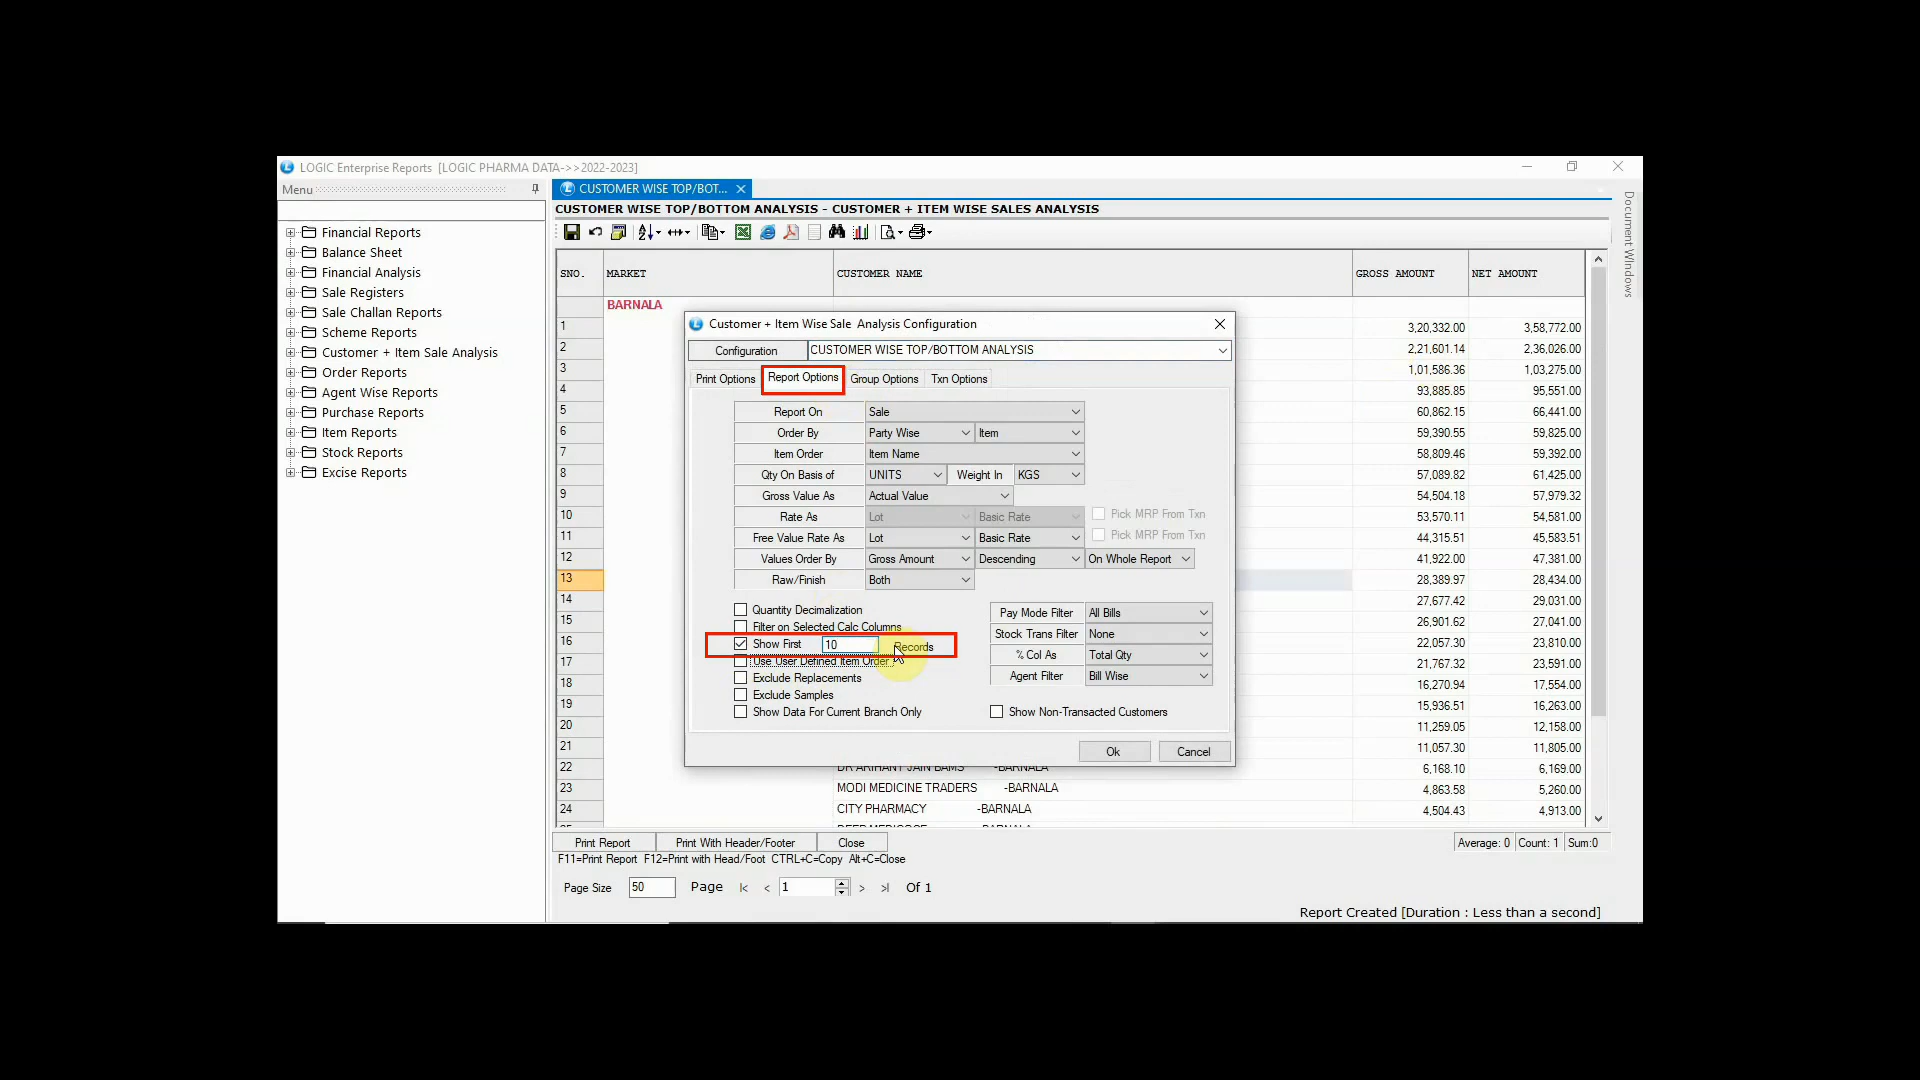 LOGIC Enterprise Reports [LOGIC PHARMA DATA->>2022-2023]
Menu
CUSTOMER WISE TOP/BOT...
CUSTOMER WISE TOP/BOTTOM ANALYSIS - CUSTOMER + ITEM WISE SALES ANALYSIS
Document Windows
Financial Reports
Balance Sheet
Financial Analysis
Sale Registers
Sale Challan Reports
Scheme Reports
Customer + Item Sale Analysis
Order Reports
Agent Wise Reports
Purchase Reports
Item Reports
Stock Reports
Excise Reports
SNO. MARKET CUSTOMER NAME GROSS AMOUNT NET AMOUNT
BARNALA
1 3,20,332.00 3,58,772.00
2 2,21,601.14 2,36,026.00
3 1,01,586.36 1,03,275.00
4 93,885.85 95,551.00
5 60,862.15 66,441.00
6 59,390.55 59,825.00
7 58,809.46 59,392.00
8 57,089.82 61,425.00
9 54,504.18 57,979.32
10 53,570.11 54,581.00
11 44,315.51 45,583.51
12 41,922.00 47,381.00
13 28,389.97 28,434.00
14 27,677.42 29,031.00
15 26,901.62 27,041.00
16 22,057.30 23,810.00
17 21,767.32 23,591.00
18 16,270.94 17,554.00
19 15,936.51 16,263.00
20 11,259.05 12,158.00
21 11,057.30 11,805.00
22 DR ARIHANT JAIN BAMS -BARNALA 6,168.10 6,169.00
23 MODI MEDICINE TRADERS -BARNALA 4,863.58 5,260.00
24 CITY PHARMACY -BARNALA 4,504.43 4,913.00
Customer + Item Wise Sale Analysis Configuration
Configuration CUSTOMER WISE TOP/BOTTOM ANALYSIS
Print Options Report Options Group Options Txn Options
Report On Sale
Order By Party Wise Item
Item Order Item Name
Qty On Basis of UNITS Weight In KGS
Gross Value As Actual Value
Rate As Lot Basic Rate Pick MRP From Txn
Free Value Rate As Lot Basic Rate Pick MRP From Txn
Values Order By Gross Amount Descending On Whole Report
Raw/Finish Both
Quantity Decimalization
Filter on Selected Calc Columns
Show First 10 Records
Use User Defined Item Order
Exclude Replacements
Exclude Samples
Show Data For Current Branch Only
Pay Mode Filter All Bills
Stock Trans Filter None
% Col As Total Qty
Agent Filter Bill Wise
Show Non-Transacted Customers
Ok Cancel
Print Report Print With Header/Footer Close Average: 0 Count: 1 Sum:0
F11=Print Report F12=Print with Head/Foot CTRL+C=Copy Alt+C=Close
Page Size 50 Page |< < 1 > >| Of 1
Report Created [Duration : Less than a second]